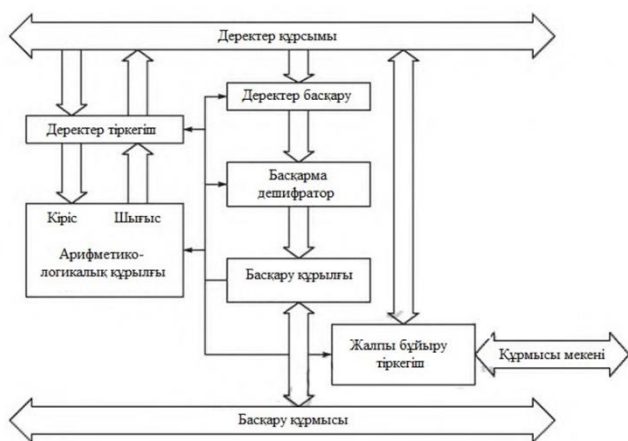 Деректер құрсымы
Деректер басқару
Деректер тіркегіш
Басқарма
дешифратор
Кіріс Шығыс
Арифметико-
логикалық құрылғы
Басқару құрылғы
Жалпы бұйыру
тіркегіш
Құрмысы мекені
Басқару құрмысы